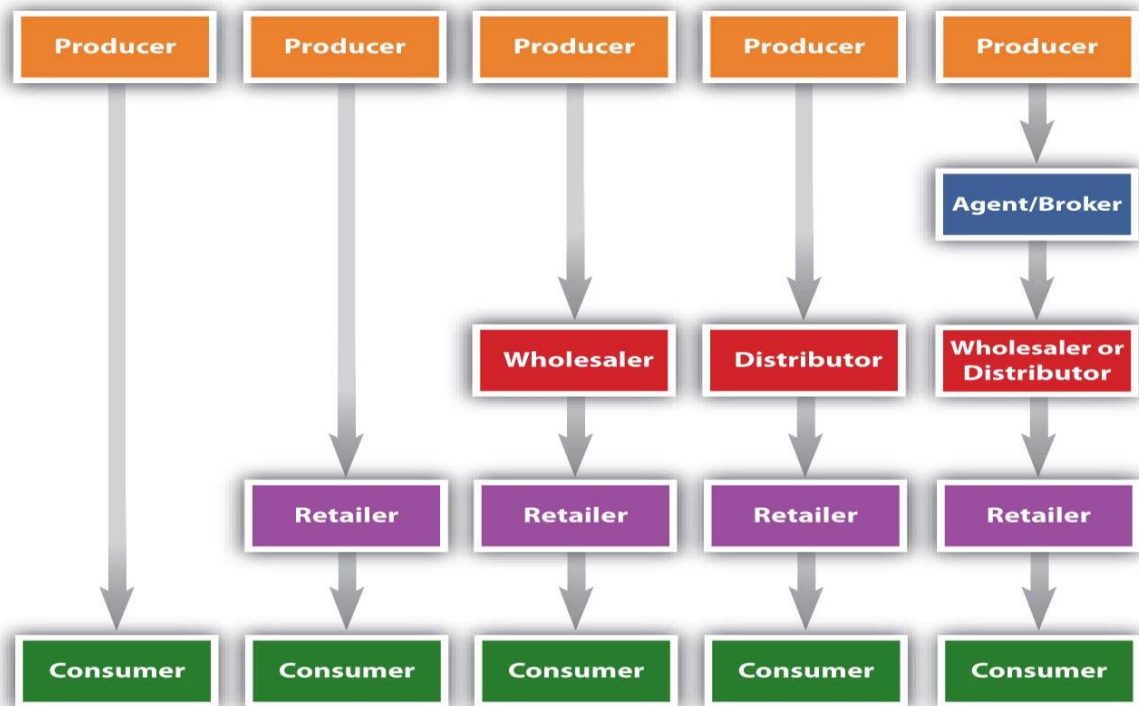 Producer Producer Producer Producer Producer
Agent/Broker
Wholesaler Distributor Wholesaler or
Distributor
Retailer Retailer Retailer Retailer
Consumer Consumer Consumer Consumer Consumer